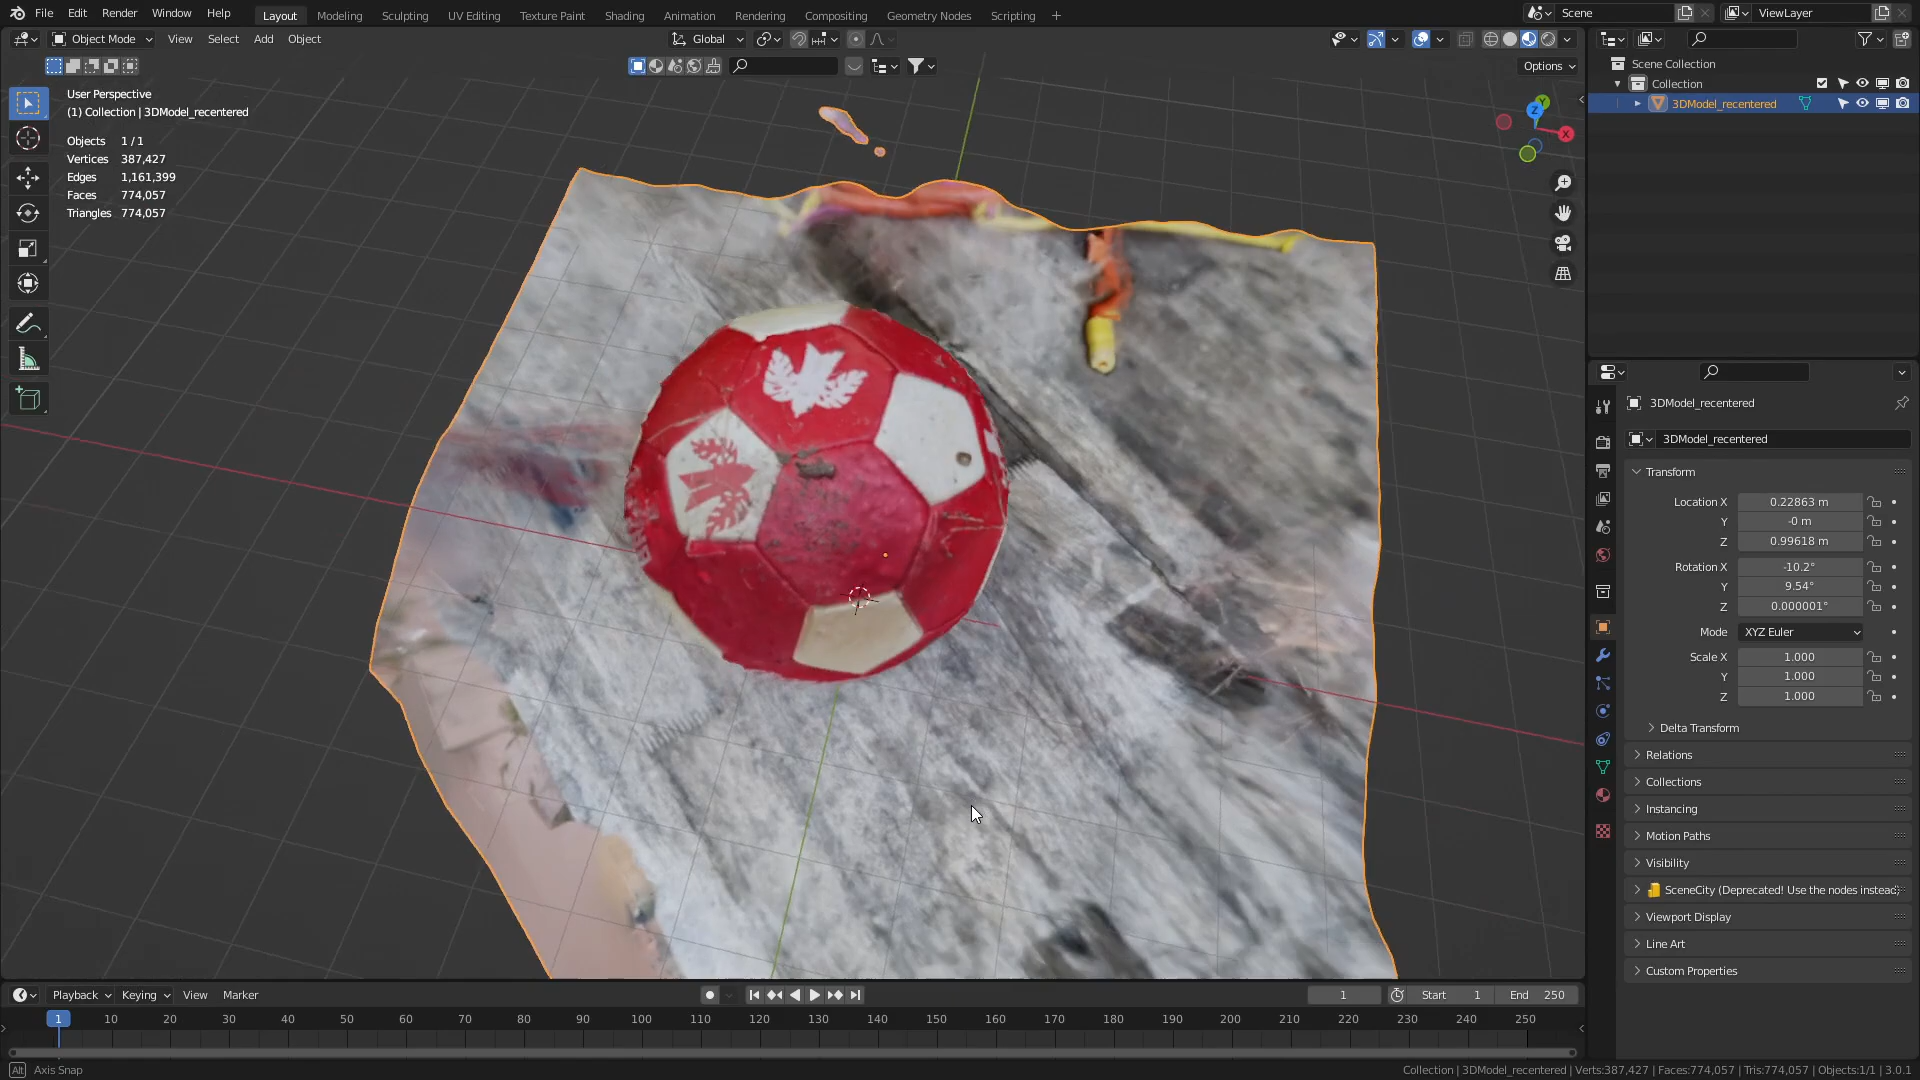 File Edit Render Window Help Layout Modeling Sculpting UV Editing Texture Paint Shading Animation Rendering Compositing Geometry Nodes Scripting + Scene ViewLayer
Object Mode View Select Add Object Global
Options
User Perspective
(1) Collection | 3DModel_recentered
Objects 1 / 1
Vertices 387,427
Edges 1,161,399
Faces 774,057
Triangles 774,057
Y
Z
X
Scene Collection
Collection
3DModel_recentered
3DModel_recentered
3DModel_recentered
Transform
Location X 0.22863 m
Y -0 m
Z 0.99618 m
Rotation X -10.2°
Y 9.54°
Z 0.000001°
Mode XYZ Euler
Scale X 1.000
Y 1.000
Z 1.000
Delta Transform
Relations
Collections
Instancing
Motion Paths
Visibility
SceneCity (Deprecated! Use the nodes instead)
Viewport Display
Line Art
Custom Properties
Playback Keying View Marker 1 Start 1 End 250
1 10 20 30 40 50 60 70 80 90 100 110 120 130 140 150 160 170 180 190 200 210 220 230 240 250
Alt Axis Snap Collection | 3DModel_recentered | Verts:387,427 | Faces:774,057 | Tris:774,057 | Objects:1/1 | 3.0.1